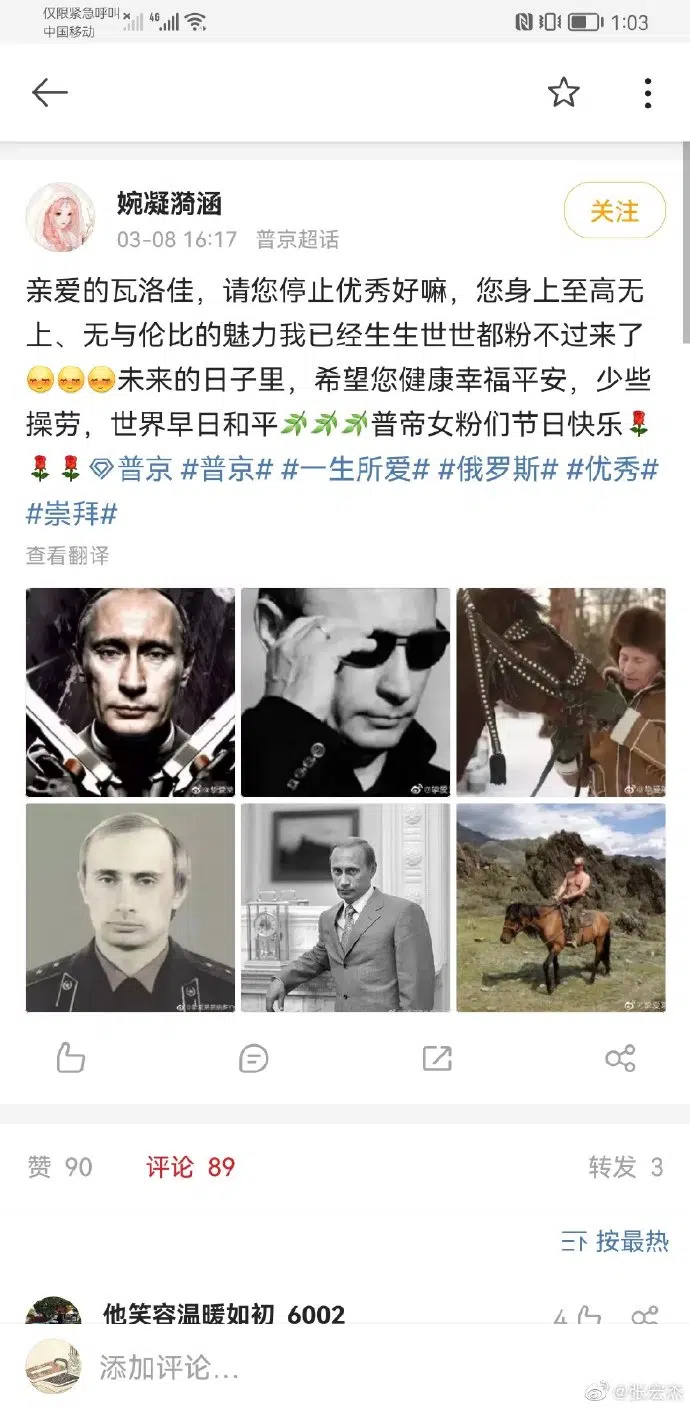 仅限紧急呼叫
中国移动
4G
1:03
婉凝漪涵
03-08 16:17 普京超话
关注
亲爱的瓦洛佳，请您停止优秀好嘛，您身上至高无
上、无与伦比的魅力我已经生生世世都粉不过来了
😡😡😡未来的日子里，希望您健康幸福平安，少些
操劳，世界早日和平🌿🌿🌿普帝女粉们节日快乐🌹
🌹🌹普京 #普京# #一生所爱# #俄罗斯# #优秀#
#崇拜#
查看翻译
赞 90 评论 89 转发 3
按最热
他笑容温暖如初_6002
4
添加评论...
@张宏杰